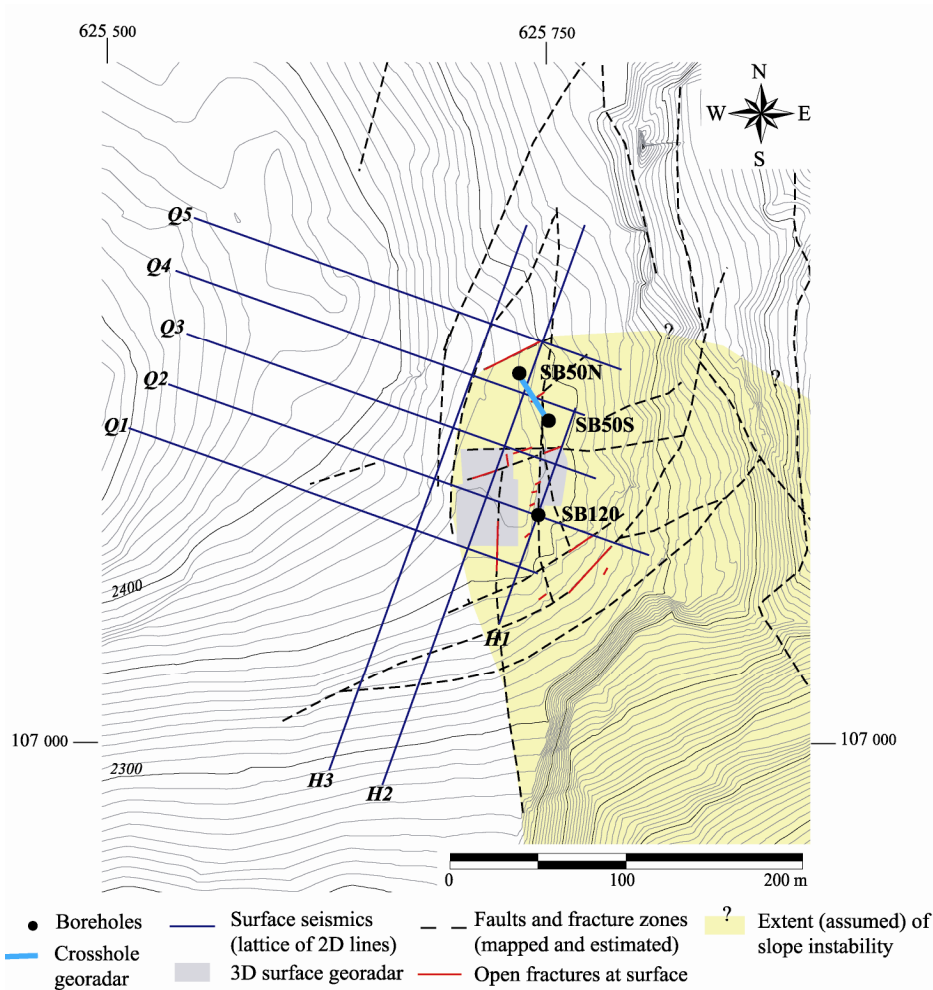 625 500
625 750
N
W E
S
Q5
Q4
Q3
Q2
Q1
?
?
SB50N
SB50S
SB120
2400
H1
107 000
107 000
2300
H3
H2
0 100 200 m
Boreholes
Crosshole
georadar
Surface seismics
(lattice of 2D lines)
3D surface georadar
Faults and fracture zones
(mapped and estimated)
Open fractures at surface
?
Extent (assumed) of
slope instability